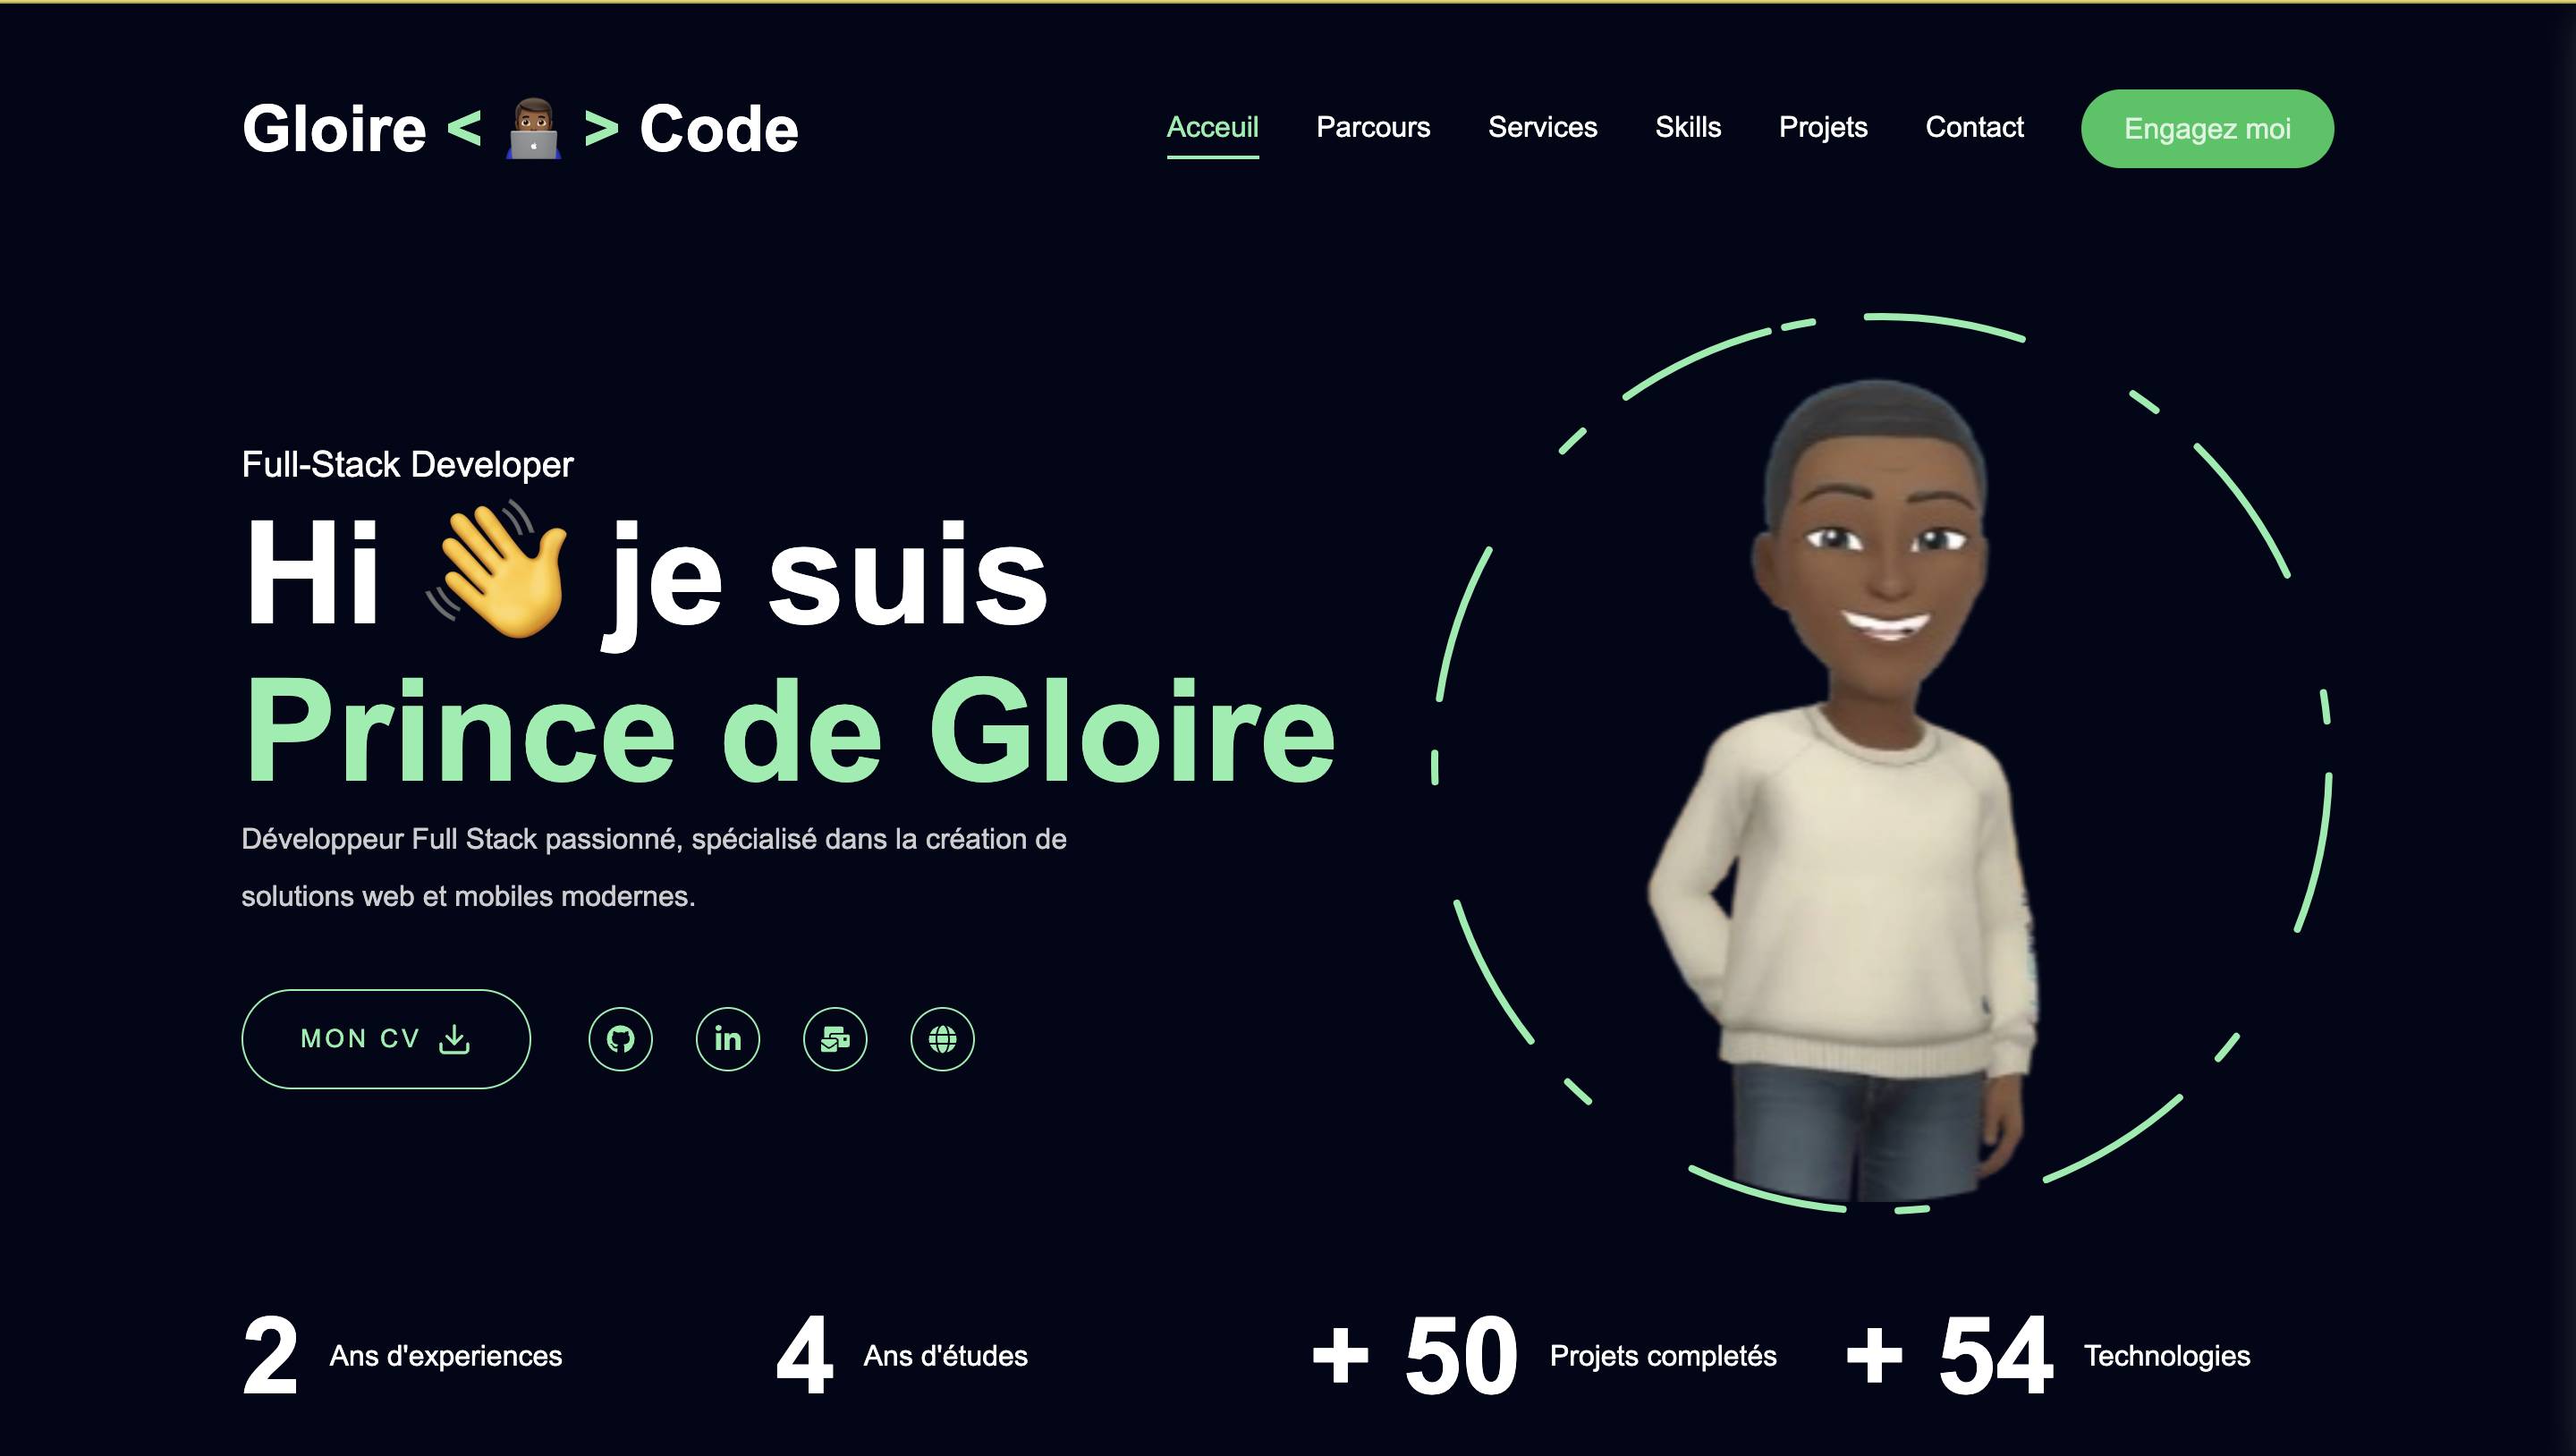 Gloire < 👨🏾‍💻 > Code
Acceuil Parcours Services Skills Projets Contact Engagez moi
Full-Stack Developer
Hi 👋 je suis
Prince de Gloire
Développeur Full Stack passionné, spécialisé dans la création de
solutions web et mobiles modernes.
MON CV
2 Ans d'experiences
4 Ans d'études
+ 50 Projets completés
+ 54 Technologies